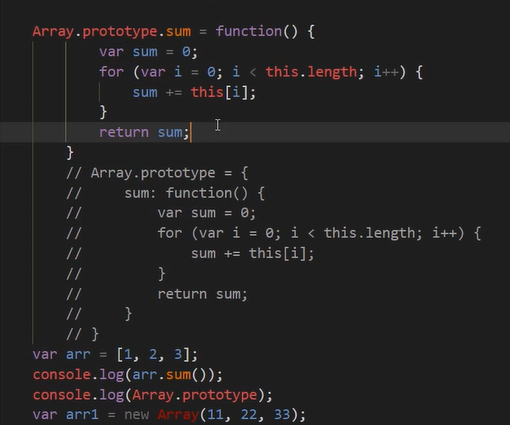 Array.prototype.sum = function() {
var sum = 0;
for (var i = 0; i < this.length; i++) {
sum += this[i];
}
return sum;
}
// Array.prototype = {
//     sum: function() {
//         var sum = 0;
//         for (var i = 0; i < this.length; i++) {
//             sum += this[i];
//         }
//         return sum;
//     }
// }
var arr = [1, 2, 3];
console.log(arr.sum());
console.log(Array.prototype);
var arr1 = new Array(11, 22, 33);